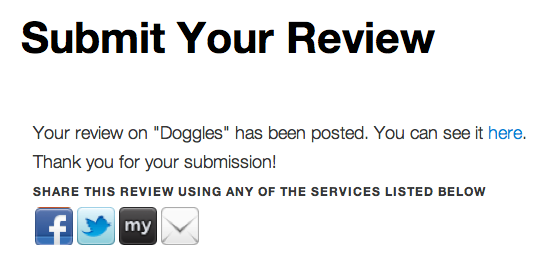 Submit Your Review
Your review on "Doggles" has been posted. You can see it here.
Thank you for your submission!
SHARE THIS REVIEW USING ANY OF THE SERVICES LISTED BELOW
f my